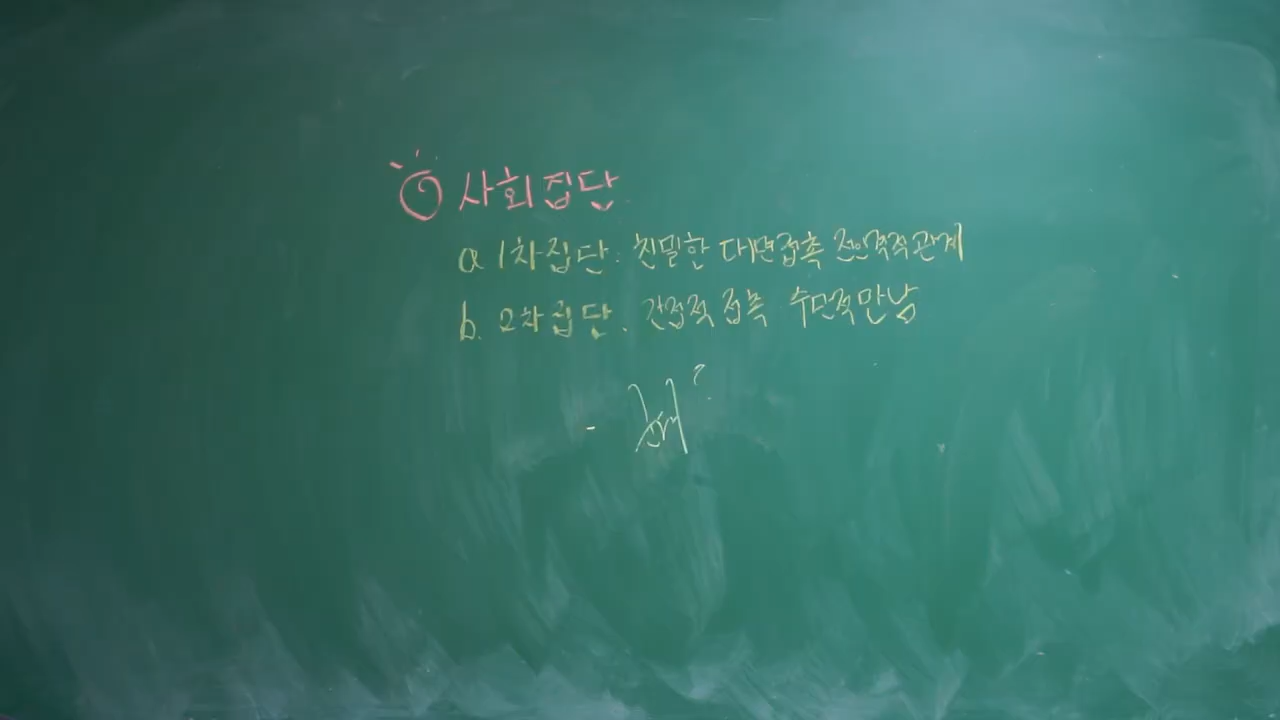 ① 사회집단
a 1차집단: 친밀한 대면접촉 전인격적관계
b. 2차집단. 간접적 접촉 수단적만남
- ?